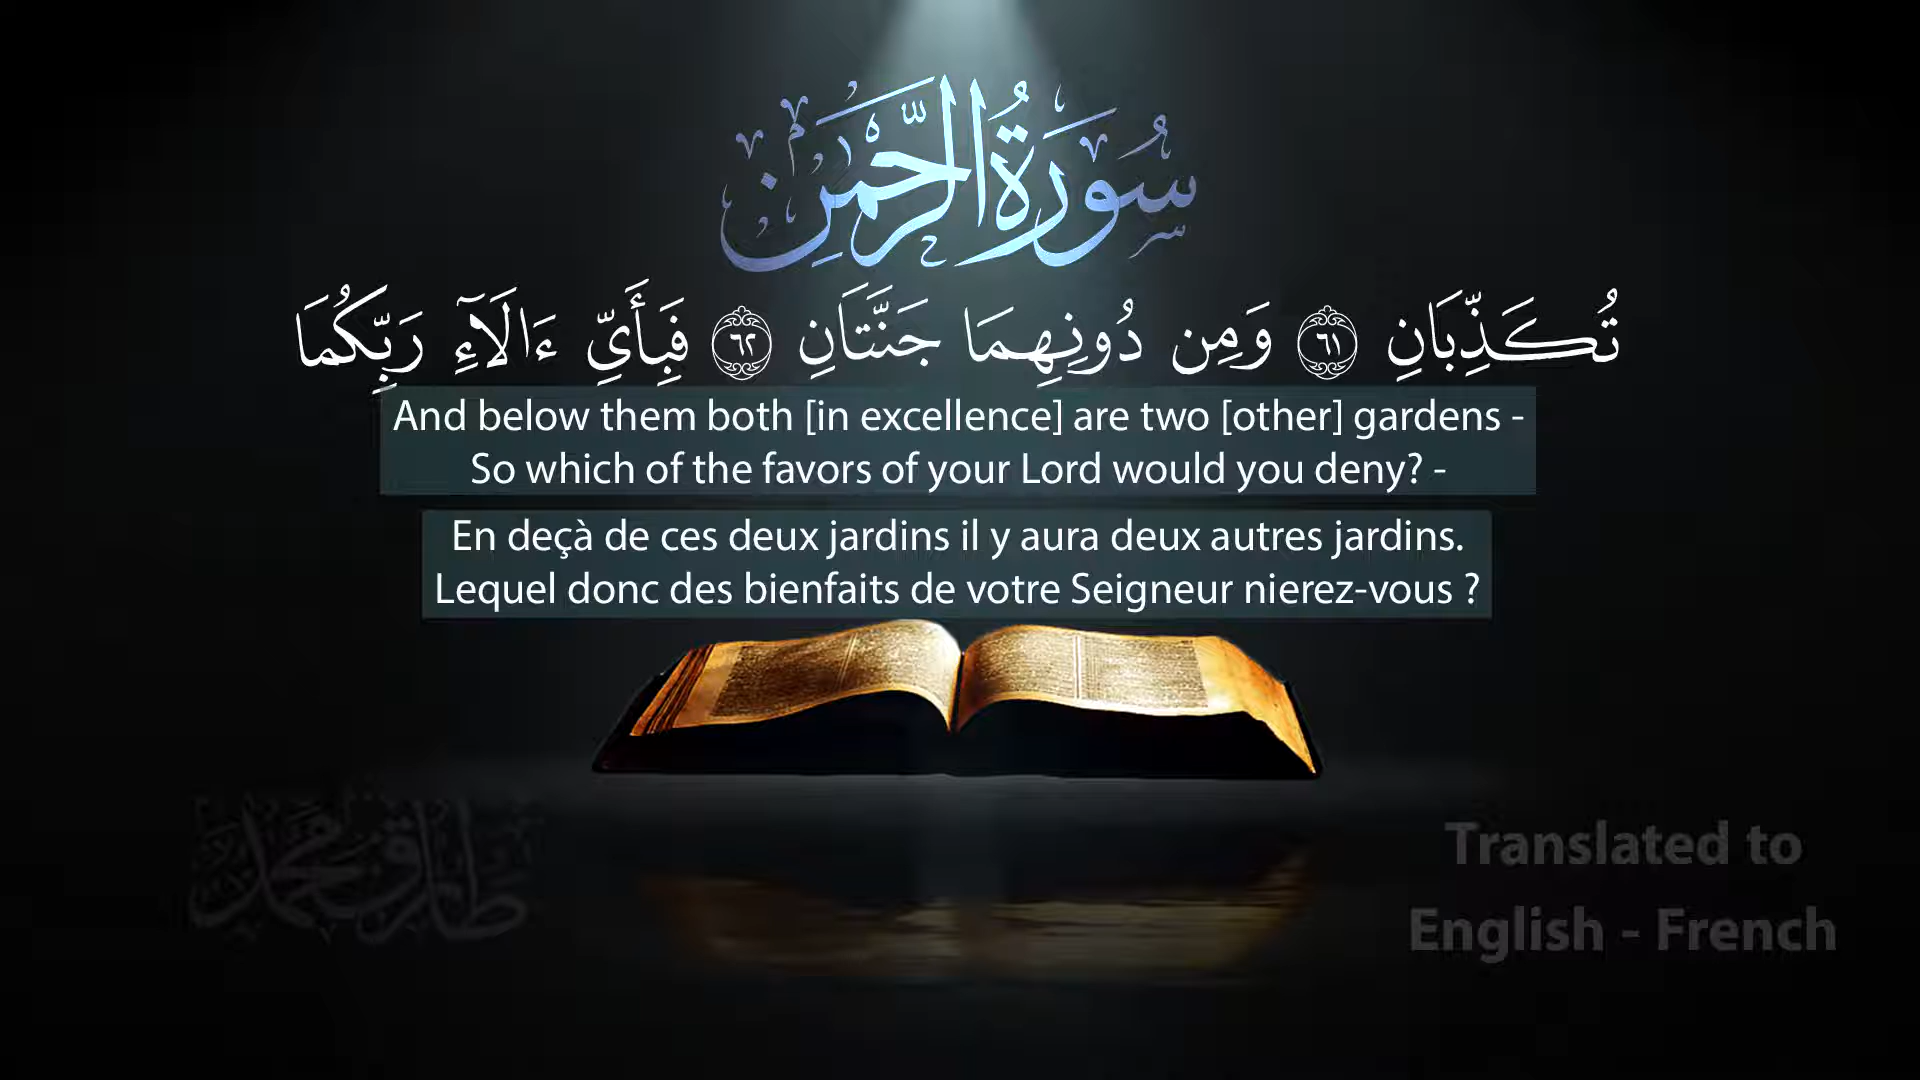 سُورَةُ الرَّحْمَٰنِ
تُكَذِّبَانِ ٦١ وَمِن دُونِهِمَا جَنَّتَانِ ٦٢ فَبِأَيِّ ءَالَآءِ رَبِّكُمَا
And below them both [in excellence] are two [other] gardens -
So which of the favors of your Lord would you deny? -
En deçà de ces deux jardins il y aura deux autres jardins.
Lequel donc des bienfaits de votre Seigneur nierez-vous ?
طارق محمد
Translated to
English - French